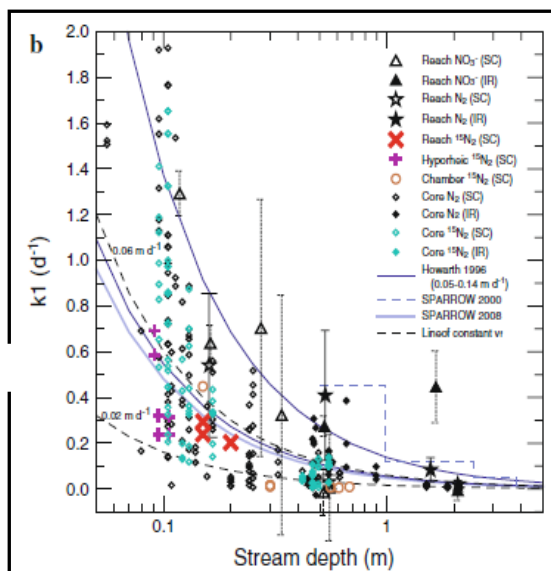 b
2.0
1.8
1.6
1.4
1.2
1.0
0.8
0.6
0.4
0.2
0.0
k1 (d⁻¹)
0.06 m d⁻¹
0.02 m d⁻¹
0.1
1
Stream depth (m)
Reach NO₃⁻ (SC)
Reach NO₃⁻ (IR)
Reach N₂ (SC)
Reach N₂ (IR)
Reach ¹⁵N₂ (SC)
Hyporheic ¹⁵N₂ (SC)
Chamber ¹⁵N₂ (SC)
Core N₂ (SC)
Core N₂ (IR)
Core ¹⁵N₂ (SC)
Core ¹⁵N₂ (IR)
Howarth 1996
(0.05-0.14 m d⁻¹)
SPARROW 2000
SPARROW 2008
Lineof constant vf